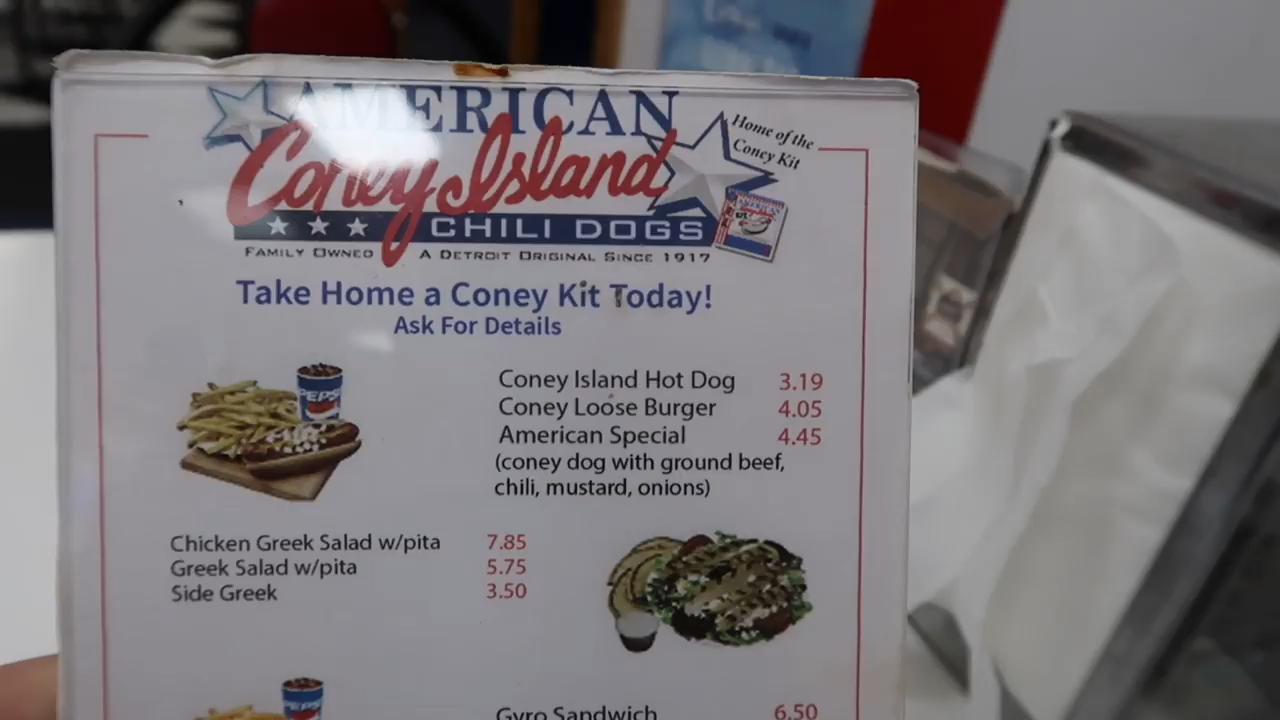 AMERICAN
Coney Island
CHILI DOGS
Home of the
Coney Kit
AMERICAN
FAMILY OWNED A DETROIT ORIGINAL SINCE 1917
Take Home a Coney Kit Today!
Ask For Details
PEPSI
Coney Island Hot Dog 3.19
Coney Loose Burger 4.05
American Special 4.45
(coney dog with ground beef,
chili, mustard, onions)
Chicken Greek Salad w/pita 7.85
Greek Salad w/pita 5.75
Side Greek 3.50
PEPSI
Gyro Sandwich 6.50